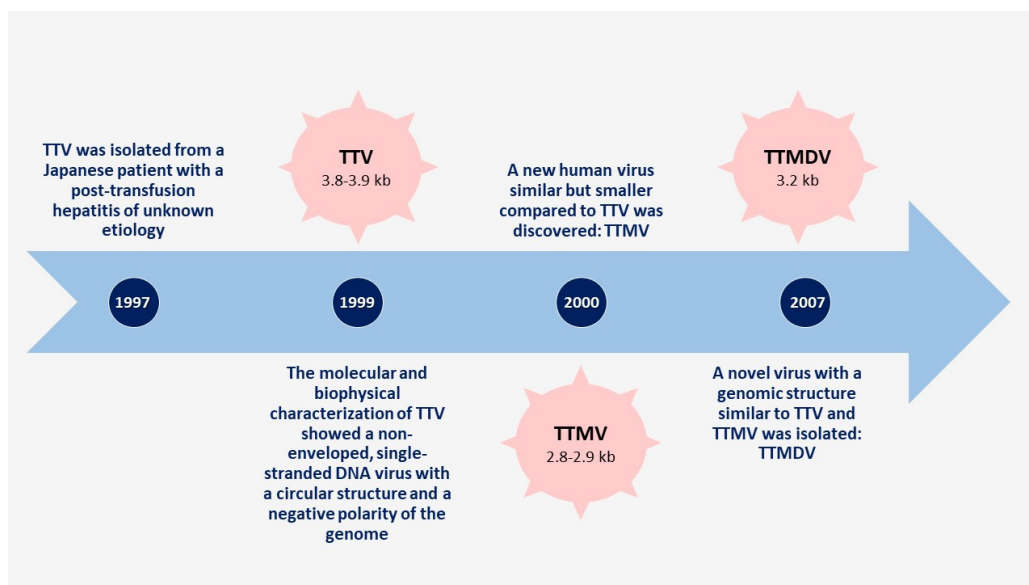 TTV was isolated from a
Japanese patient with a
post-transfusion
hepatitis of unknown
etiology
1997
TTV
3.8-3.9 kb
1999
The molecular and
biophysical
characterization of TTV
showed a non-
enveloped, single-
stranded DNA virus with
a circular structure and a
negative polarity of the
genome
A new human virus
similar but smaller
compared to TTV was
discovered: TTMV
2000
TTMV
2.8-2.9 kb
TTMDV
3.2 kb
2007
A novel virus with a
genomic structure
similar to TTV and
TTMV was isolated:
TTMDV